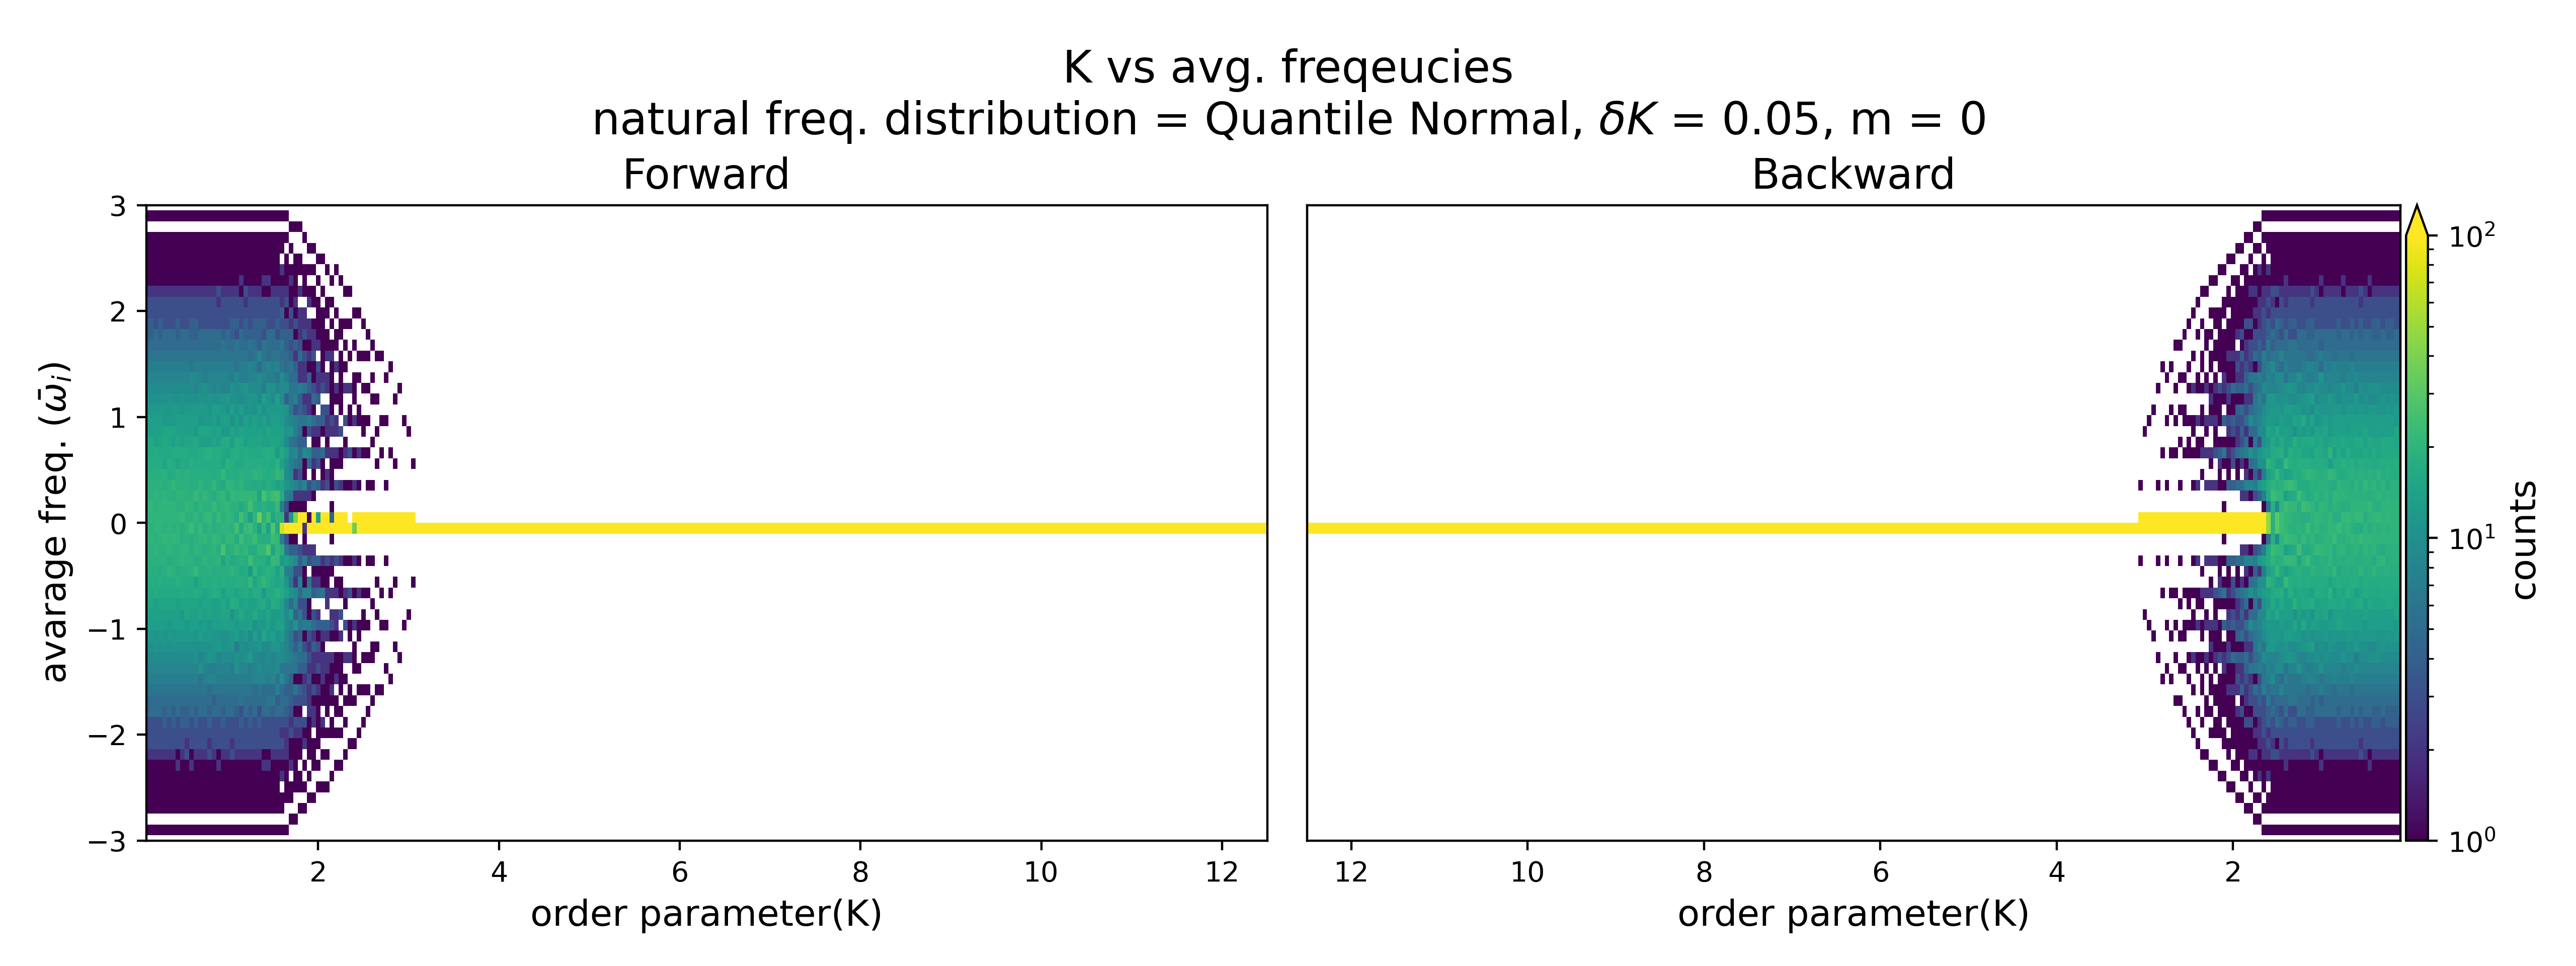 K vs avg. freqeucies
natural freq. distribution = Quantile Normal, δK = 0.05, m = 0
Forward
Backward
3
2
1
0
−1
−2
−3
avarage freq. (ω̄ᵢ)
2
4
6
8
10
12
order parameter(K)
12
10
8
6
4
2
order parameter(K)
10²
10¹
10⁰
counts